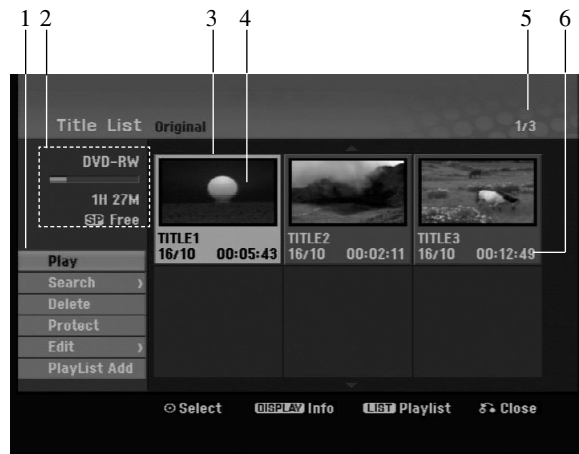 1 2 3 4 5 6
Title List Original 1/3
DVD-RW
1H 27M
SP Free
TITLE1 TITLE2 TITLE3
16/10 00:05:43 16/10 00:02:11 16/10 00:12:49
Play
Search
Delete
Protect
Edit
PlayList Add
Select DISPLAY Info LIST Playlist Close